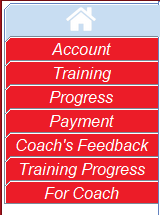 Account
Training
Progress
Payment
Coach's Feedback
Training Progress
For Coach